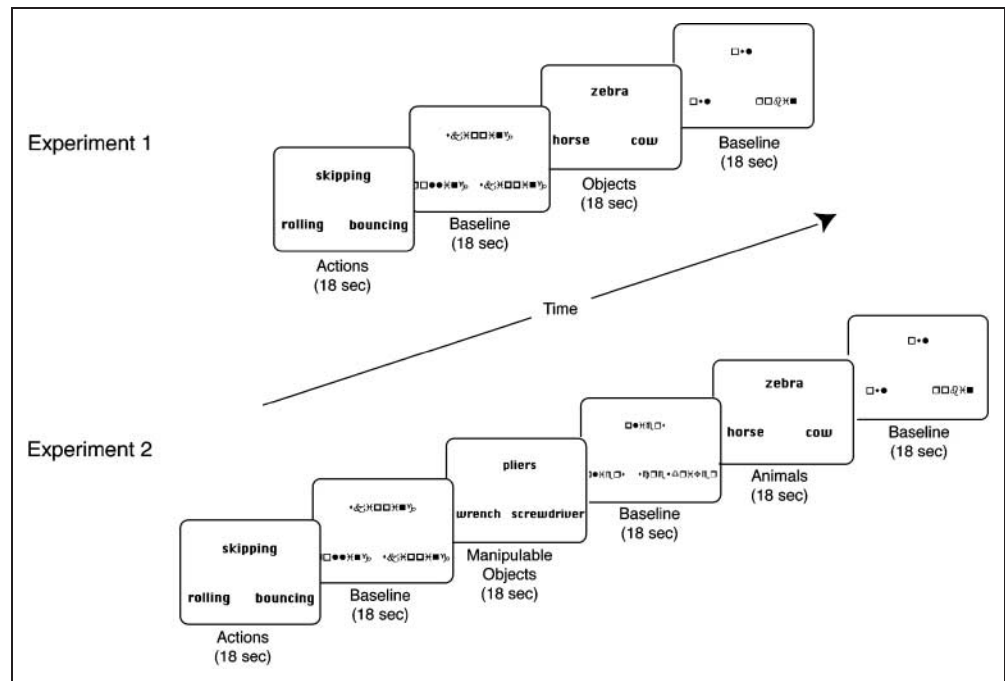 Experiment 1
skipping
rolling bouncing
Actions
(18 sec)
Baseline
(18 sec)
zebra
horse cow
Objects
(18 sec)
Baseline
(18 sec)
Time
Experiment 2
skipping
rolling bouncing
Actions
(18 sec)
Baseline
(18 sec)
pliers
wrench screwdriver
Manipulable
Objects
(18 sec)
Baseline
(18 sec)
zebra
horse cow
Animals
(18 sec)
Baseline
(18 sec)